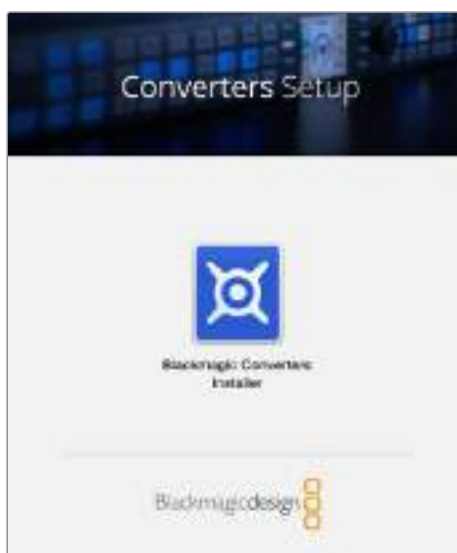 Converters Setup
Blackmagic Converters
Installer
Blackmagicdesign